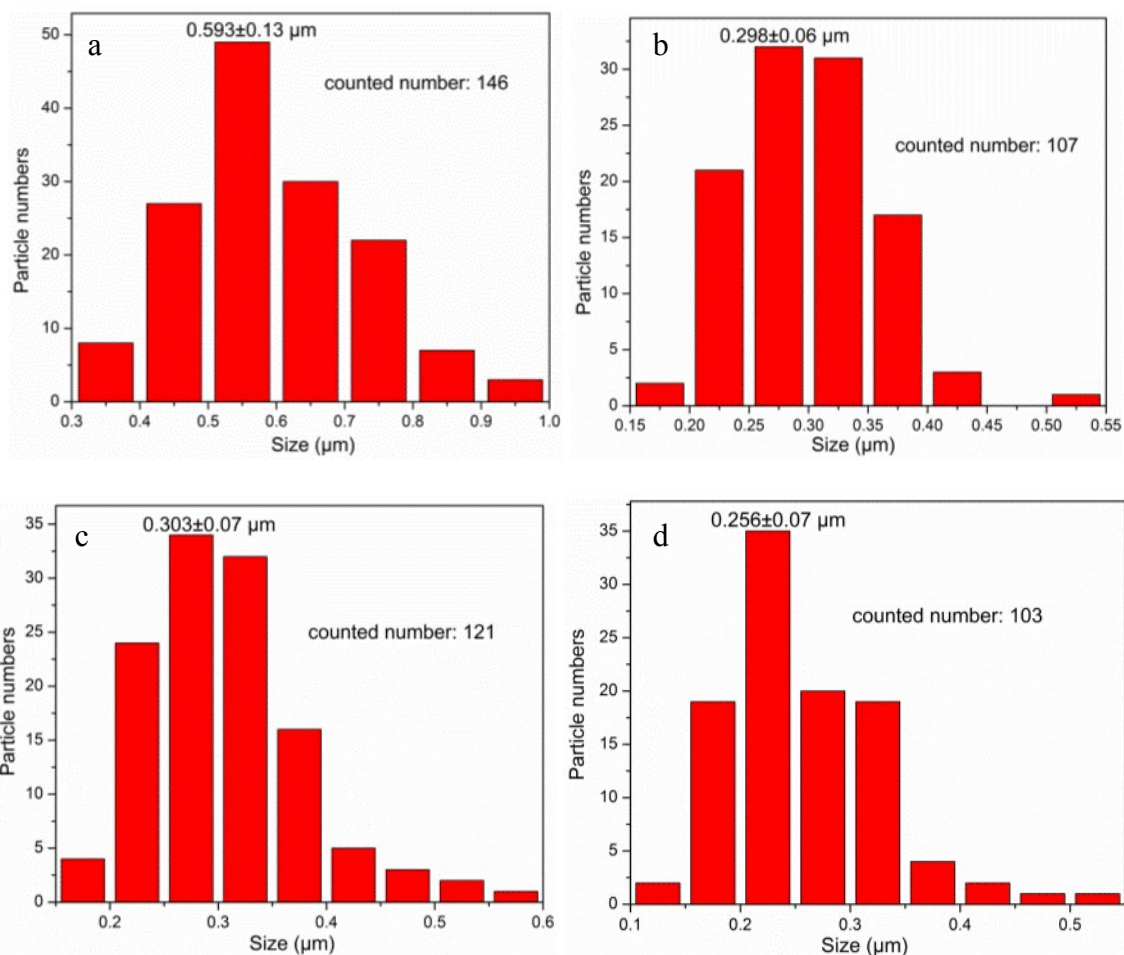 a
0.593±0.13 µm
counted number: 146
Particle numbers
50
40
30
20
10
0
0.3 0.4 0.5 0.6 0.7 0.8 0.9 1.0
Size (µm)
b
0.298±0.06 µm
counted number: 107
Particle numbers
30
25
20
15
10
5
0
0.15 0.20 0.25 0.30 0.35 0.40 0.45 0.50 0.55
Size (µm)
c
0.303±0.07 µm
counted number: 121
Particle numbers
35
30
25
20
15
10
5
0
0.2 0.3 0.4 0.5 0.6
Size (µm)
d
0.256±0.07 µm
counted number: 103
Particle numbers
35
30
25
20
15
10
5
0
0.1 0.2 0.3 0.4 0.5
Size (µm)